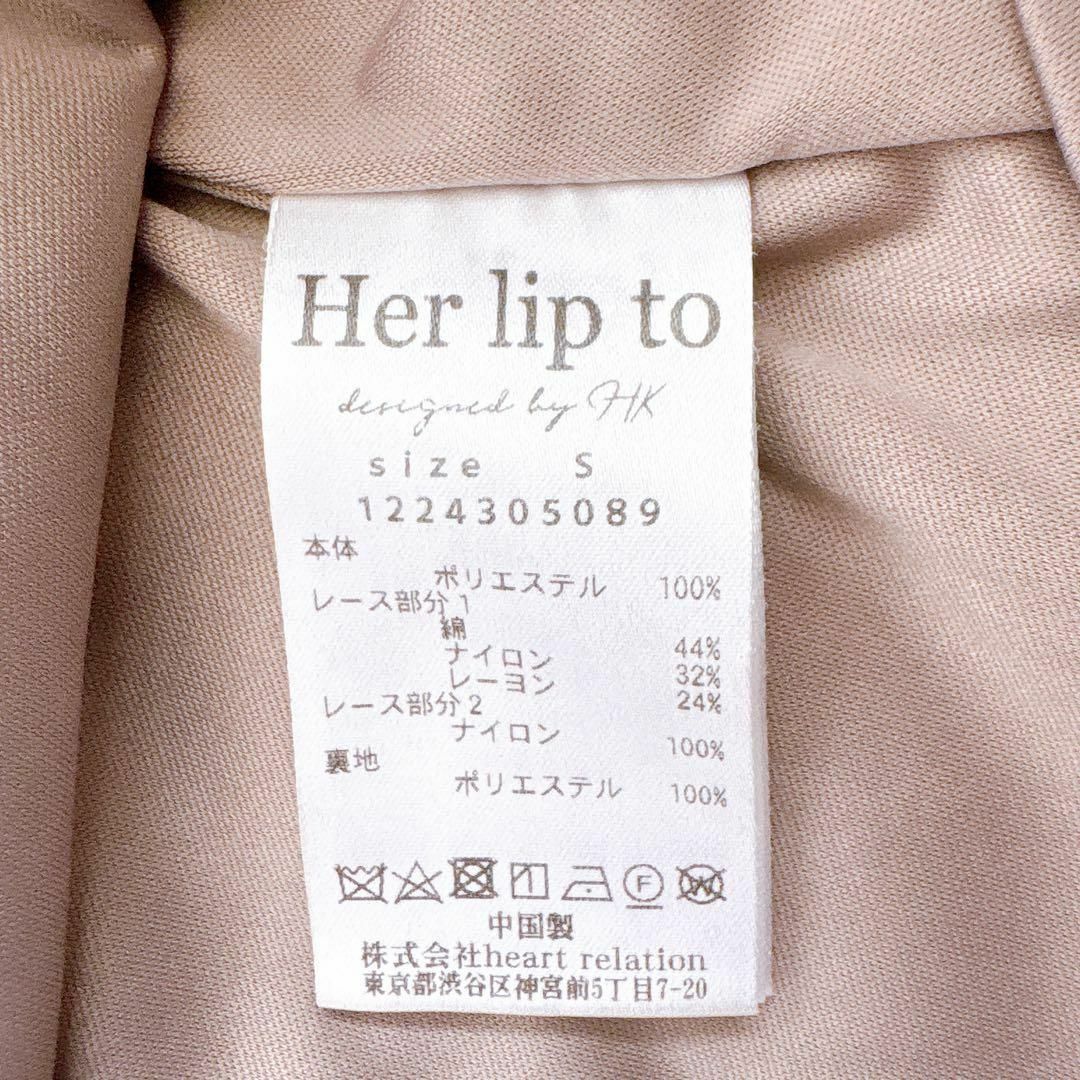 Her lip to
designed by HK
size S
1224305089
本体
ポリエステル 100%
レース部分1
綿 44%
ナイロン 32%
レーヨン 24%
レース部分2
ナイロン 100%
裏地
ポリエステル 100%
F W
中国製
株式会社heart relation
東京都渋谷区神宮前5丁目7-20